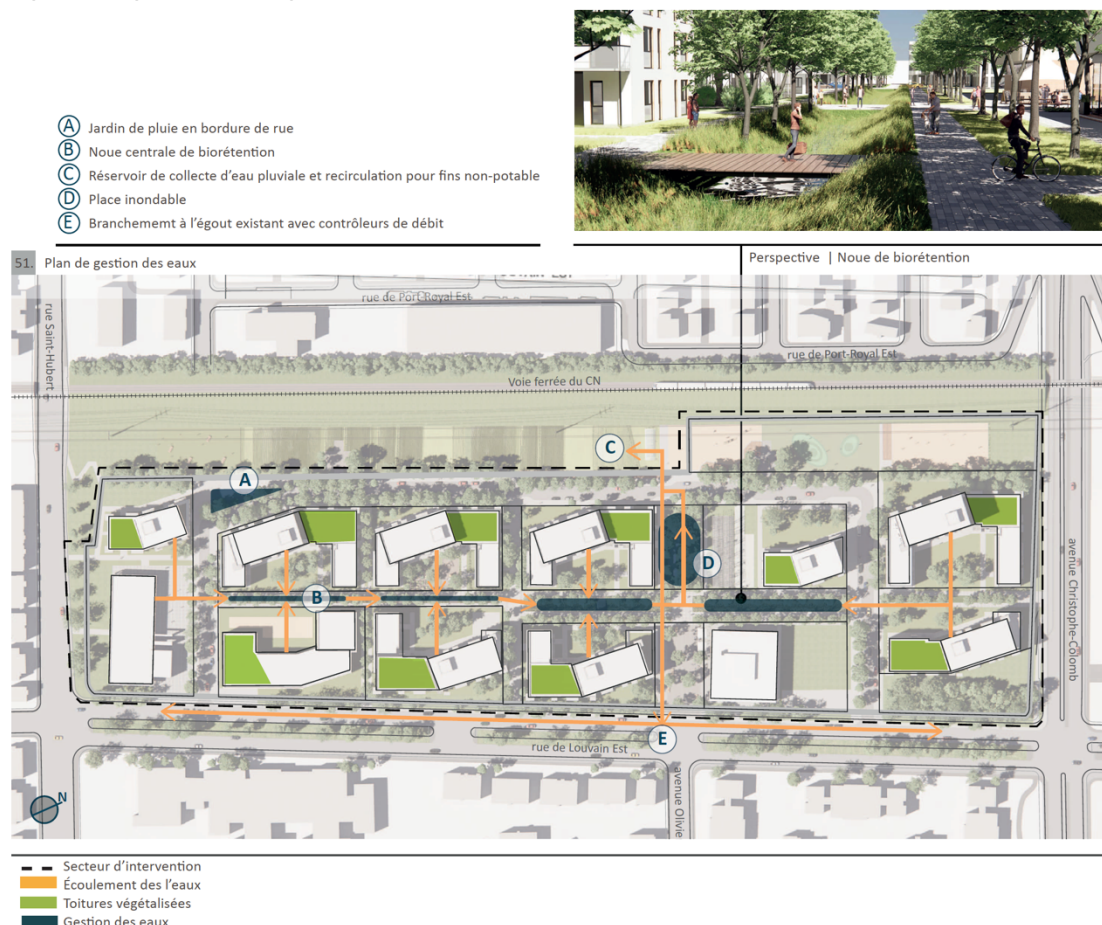 A Jardin de pluie en bordure de rue
B Noue centrale de biorétention
C Réservoir de collecte d'eau pluviale et recirculation pour fins non-potable
D Place inondable
E Branchememt à l'égout existant avec contrôleurs de débit
51. Plan de gestion des eaux
Perspective | Noue de biorétention
rue de Port-Royal Est
rue Saint-Hubert
rue de Port-Royal Est
Voie ferrée du CN
C
A
D
B
avenue Christophe-Colomb
E
rue de Louvain Est
avenue Olivie
N
Secteur d'intervention
Écoulement des l'eaux
Toitures végétalisées
Gestion des eaux